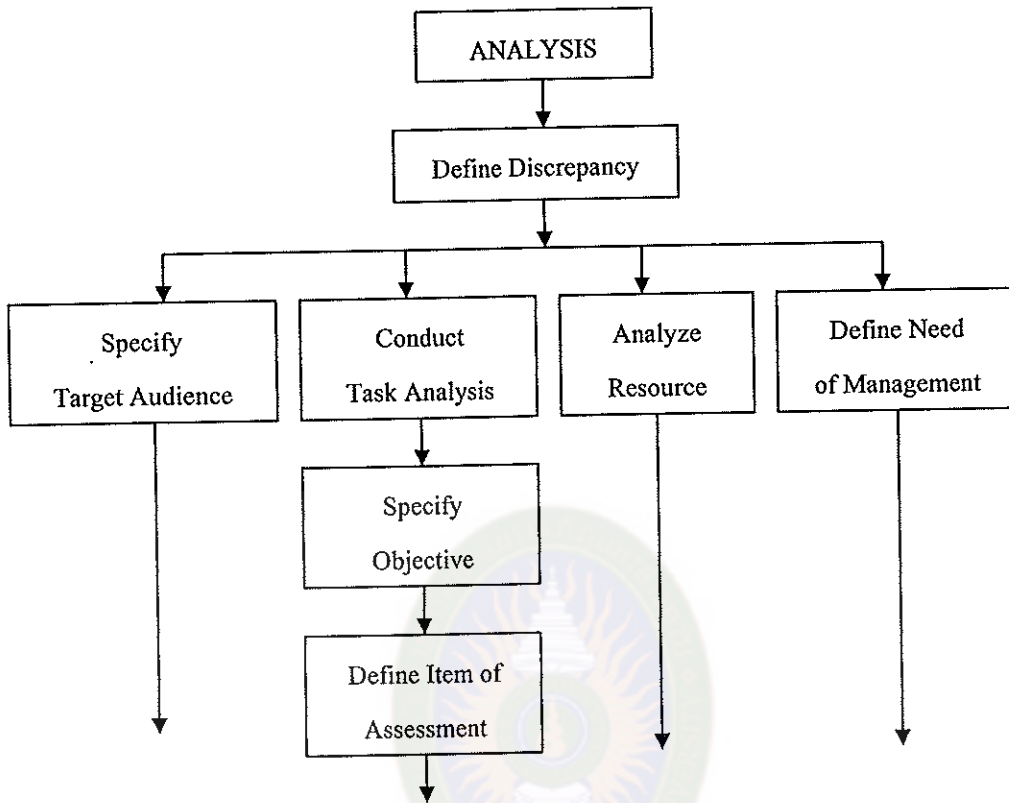 ANALYSIS
Define Discrepancy
Specify
Target Audience
Conduct
Task Analysis
Analyze
Resource
Define Need
of Management
Specify
Objective
Define Item of
Assessment